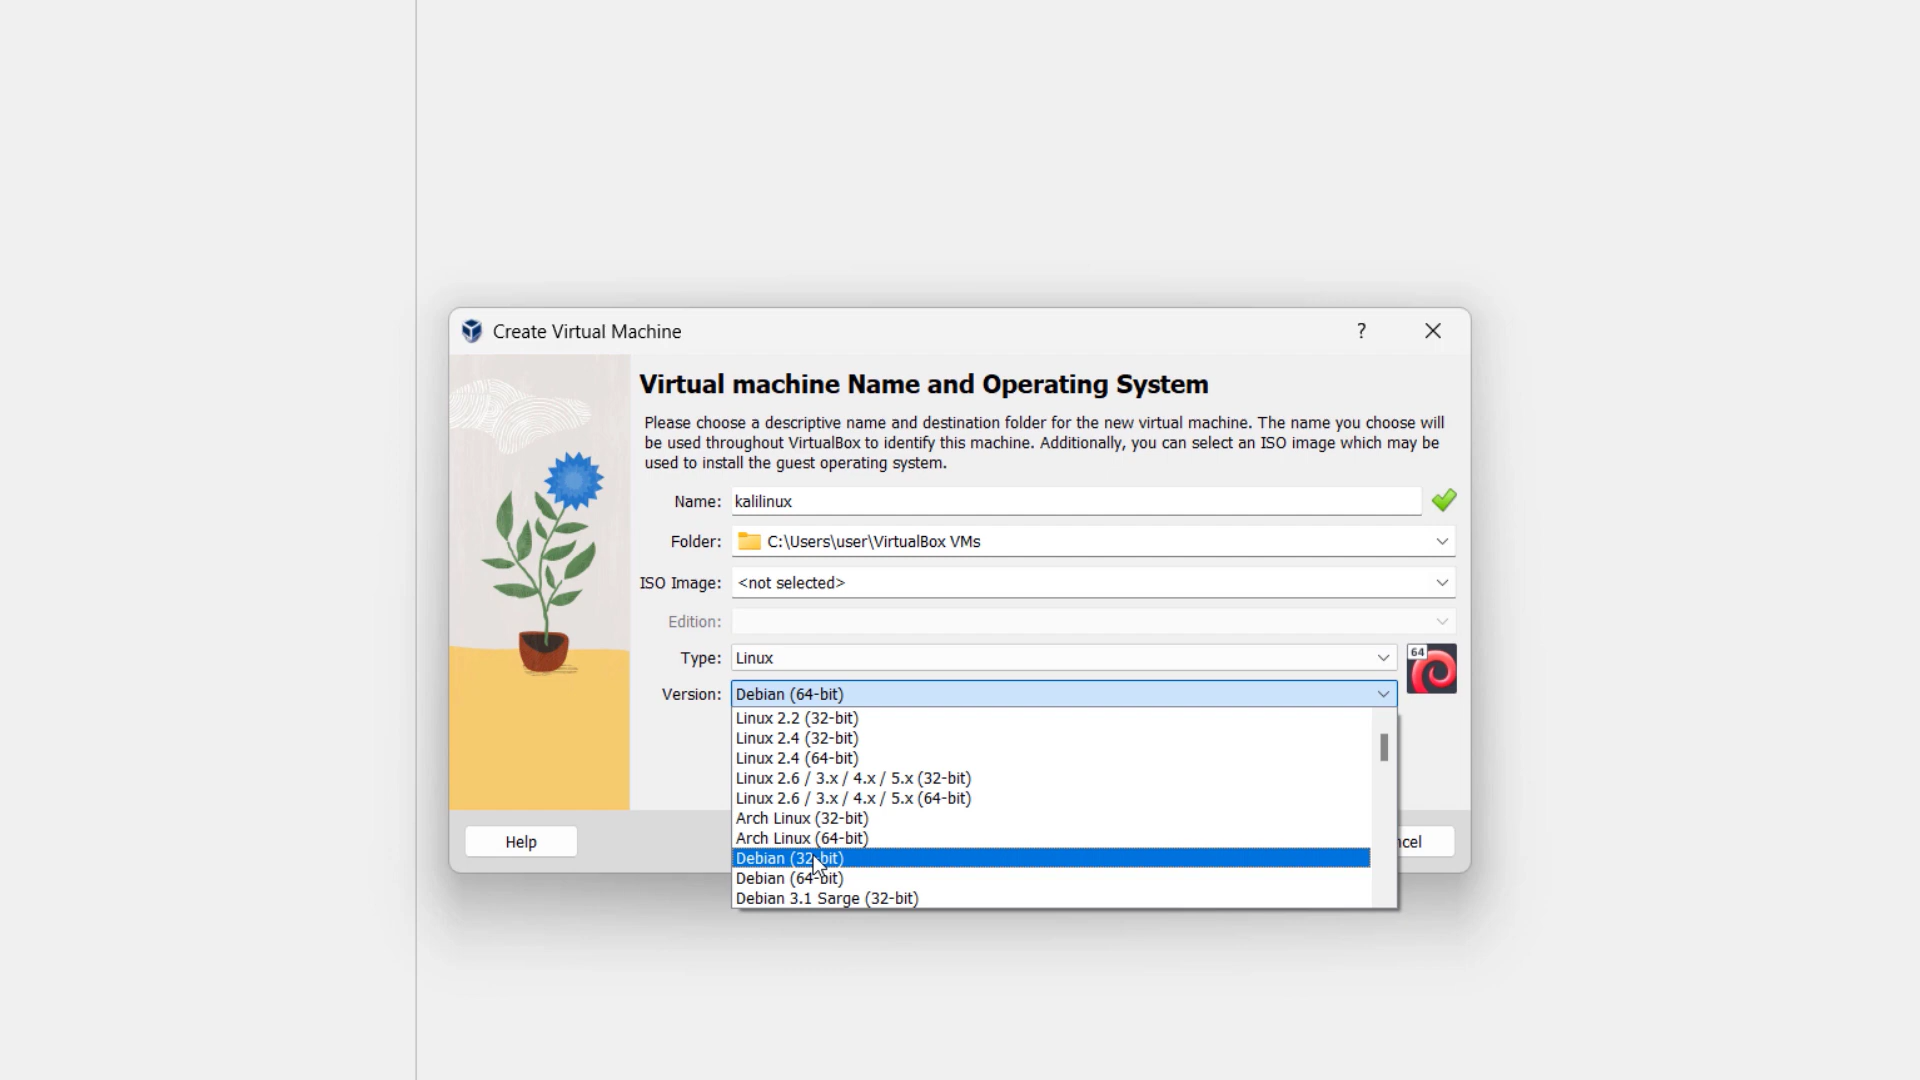 Create Virtual Machine
?
Virtual machine Name and Operating System
Please choose a descriptive name and destination folder for the new virtual machine. The name you choose will
be used throughout VirtualBox to identify this machine. Additionally, you can select an ISO image which may be
used to install the guest operating system.
Name: kalilinux
Folder: C:\Users\user\VirtualBox VMs
ISO Image: <not selected>
Edition:
Type: Linux
64
Version: Debian (64-bit)
Linux 2.2 (32-bit)
Linux 2.4 (32-bit)
Linux 2.4 (64-bit)
Linux 2.6 / 3.x / 4.x / 5.x (32-bit)
Linux 2.6 / 3.x / 4.x / 5.x (64-bit)
Arch Linux (32-bit)
Arch Linux (64-bit)
Debian (32-bit)
Debian (64-bit)
Debian 3.1 Sarge (32-bit)
Help
ncel